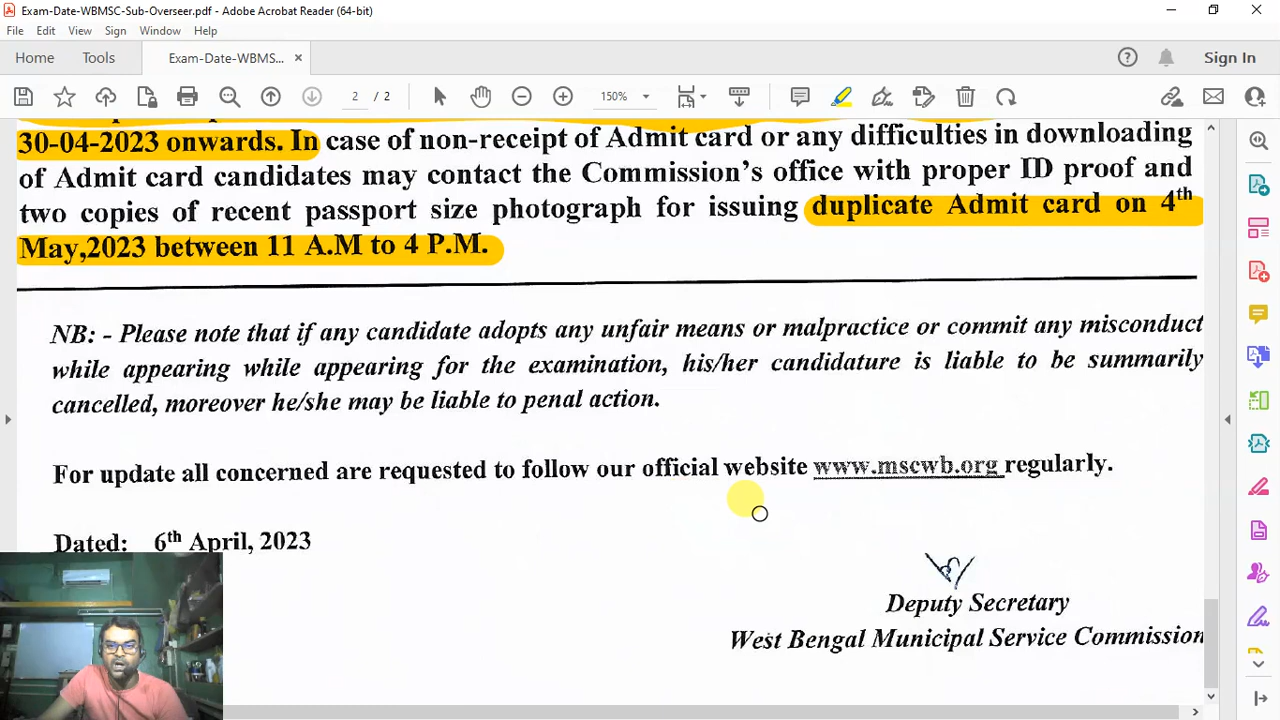 Exam-Date-WBMSC-Sub-Overseer.pdf - Adobe Acrobat Reader (64-bit)
File Edit View Sign Window Help
Home Tools Exam-Date-WBMS... × Sign In
2 / 2 150%
30-04-2023 onwards. In case of non-receipt of Admit card or any difficulties in downloading
of Admit card candidates may contact the Commission's office with proper ID proof and
two copies of recent passport size photograph for issuing duplicate Admit card on 4th
May,2023 between 11 A.M to 4 P.M.
NB: - Please note that if any candidate adopts any unfair means or malpractice or commit any misconduct
while appearing while appearing for the examination, his/her candidature is liable to be summarily
cancelled, moreover he/she may be liable to penal action.
For update all concerned are requested to follow our official website www.mscwb.org regularly.
Dated: 6th April, 2023
Deputy Secretary
West Bengal Municipal Service Commission